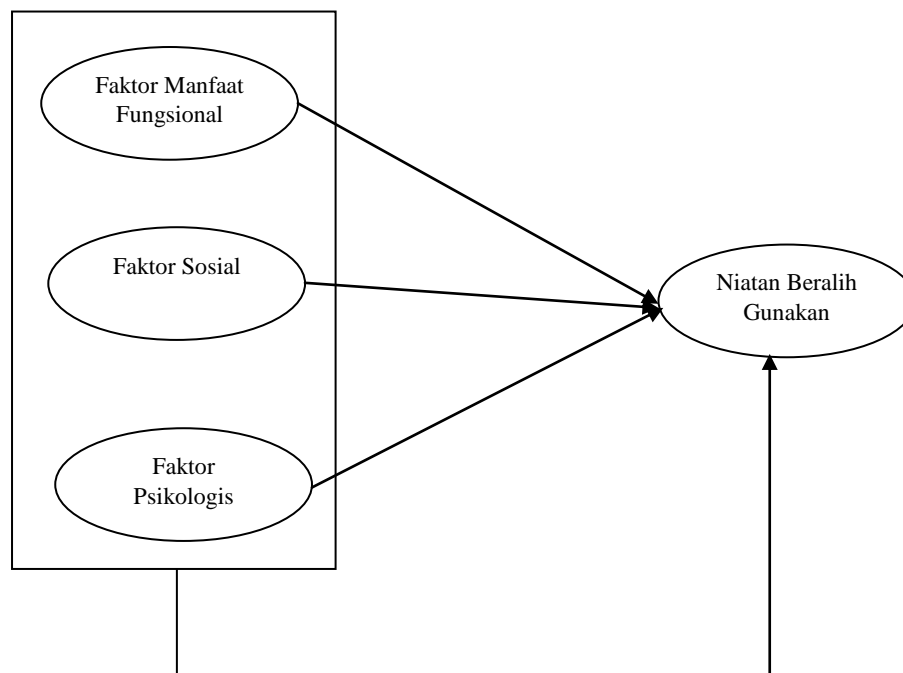 Faktor Manfaat
Fungsional
Faktor Sosial
Niatan Beralih
Gunakan
Faktor
Psikologis